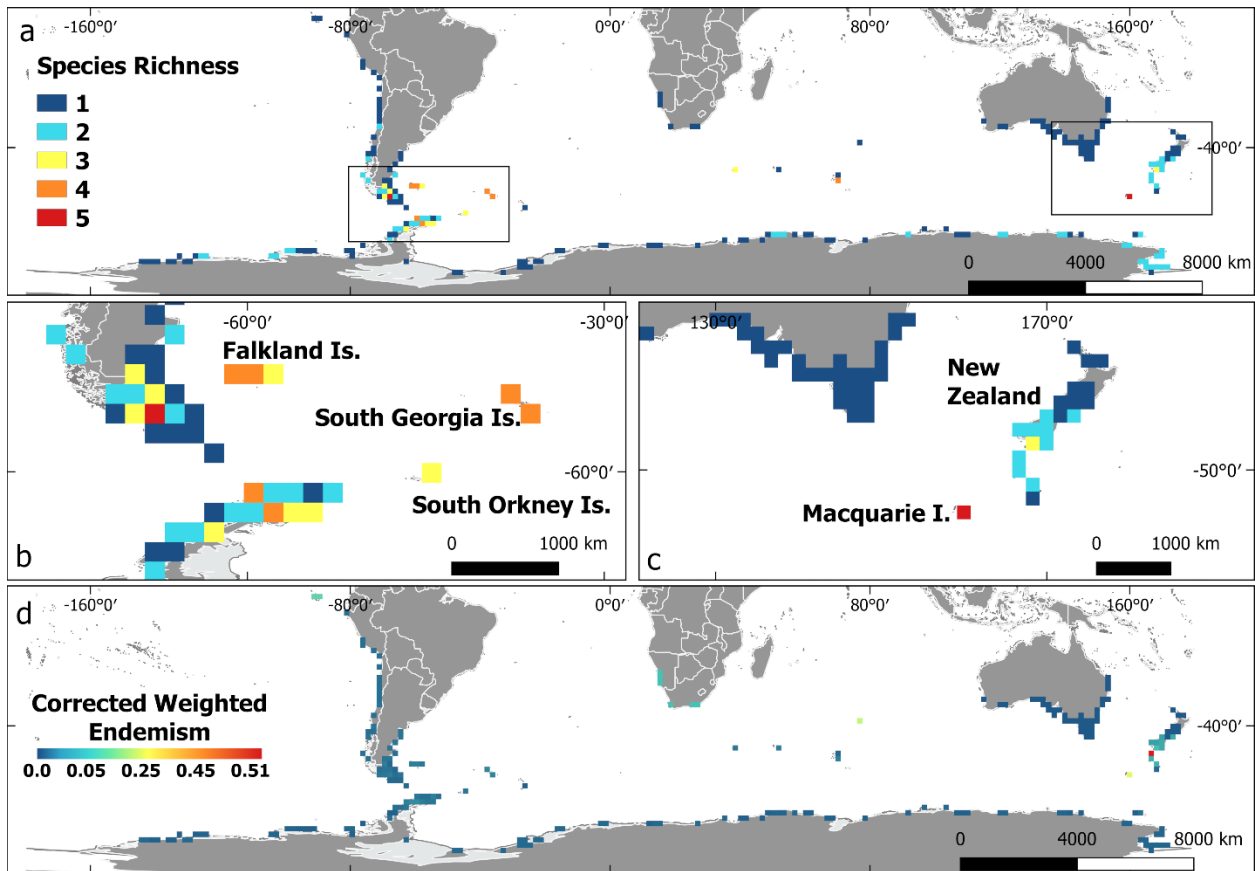 -160°0′ -80°0′ 0°0′ 80°0′ 160°0′
a
Species Richness
1
2
3
4
5
-40°0′
0 4000 8000 km
-60°0′ -30°0′
Falkland Is.
South Georgia Is.
-60°0′
South Orkney Is.
b
0 1000 km
130°0′ 170°0′
New
Zealand
-50°0′
Macquarie I.
c
0 1000 km
-160°0′ -80°0′ 0°0′ 80°0′ 160°0′
d
Corrected Weighted
Endemism
0.0 0.05 0.25 0.45 0.51
-40°0′
0 4000 8000 km